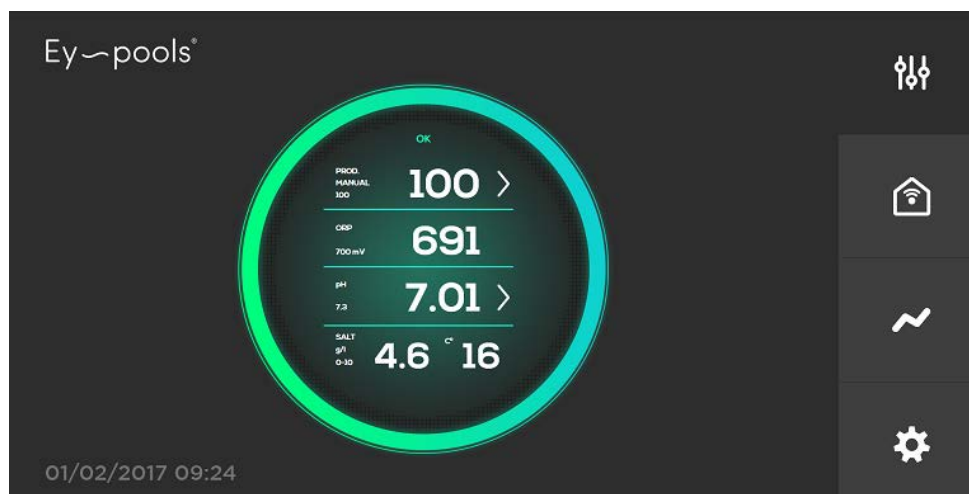 Ey~pools®
OK
PROD.
MANUAL
100
100 >
ORP
700 mV
691
pH
7.3
7.01 >
SALT
g/l
0-10
4.6
C° 16
01/02/2017 09:24